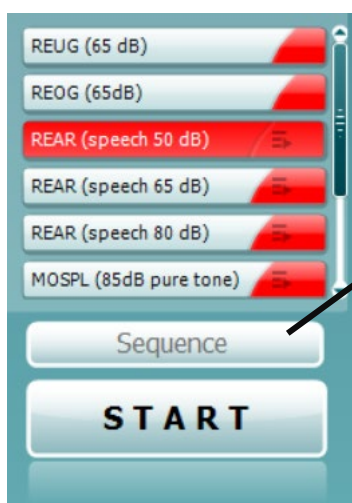 REUG (65 dB)
REOG (65dB)
REAR (speech 50 dB)
REAR (speech 65 dB)
REAR (speech 80 dB)
MOSPL (85dB pure tone)
Sequence
START